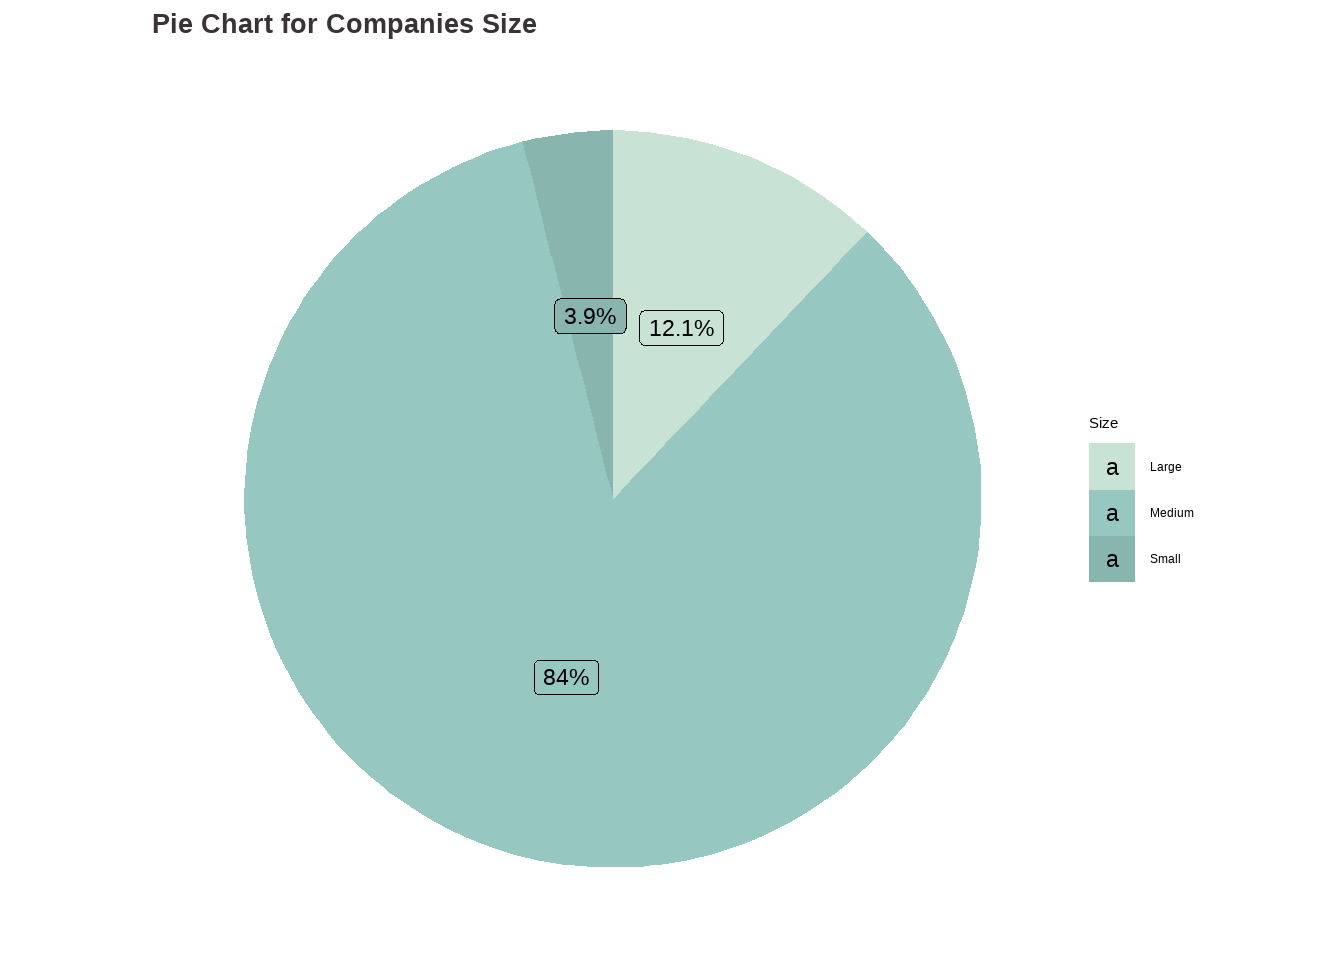 Pie Chart for Companies Size
3.9%
12.1%
84%
Size
a Large
a Medium
a Small